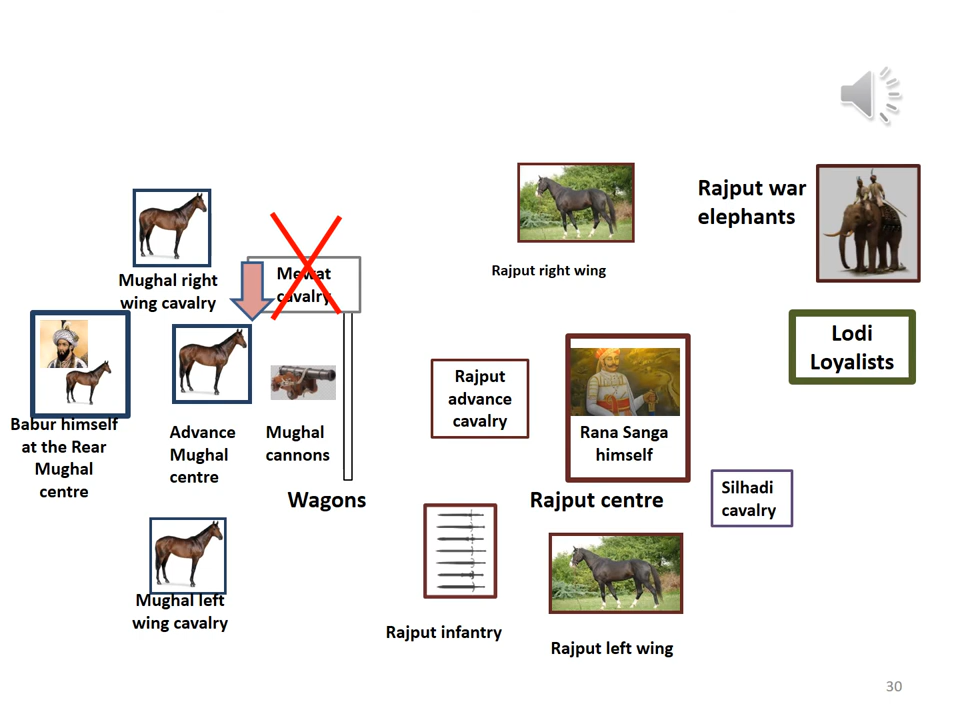 Rajput war
elephants
Mughal right
wing cavalry
Mewat
cavalry
Rajput right wing
Lodi
Loyalists
Babur himself
at the Rear
Mughal
centre
Advance
Mughal
centre
Mughal
cannons
Wagons
Rajput
advance
cavalry
Rana Sanga
himself
Rajput centre
Silhadi
cavalry
Mughal left
wing cavalry
Rajput infantry
Rajput left wing
30